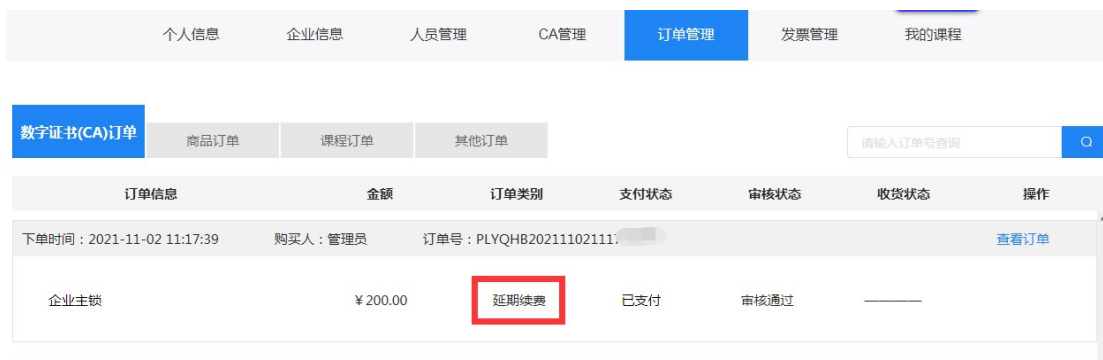 个人信息 企业信息 人员管理 CA管理 订单管理 发票管理 我的课程
数字证书(CA)订单 商品订单 课程订单 其他订单 请输入订单号查询
订单信息 金额 订单类别 支付状态 审核状态 收货状态 操作
下单时间：2021-11-02 11:17:39 购买人：管理员 订单号：PLYQHB20211102111 查看订单
企业主锁 ￥200.00 延期续费 已支付 审核通过 ————